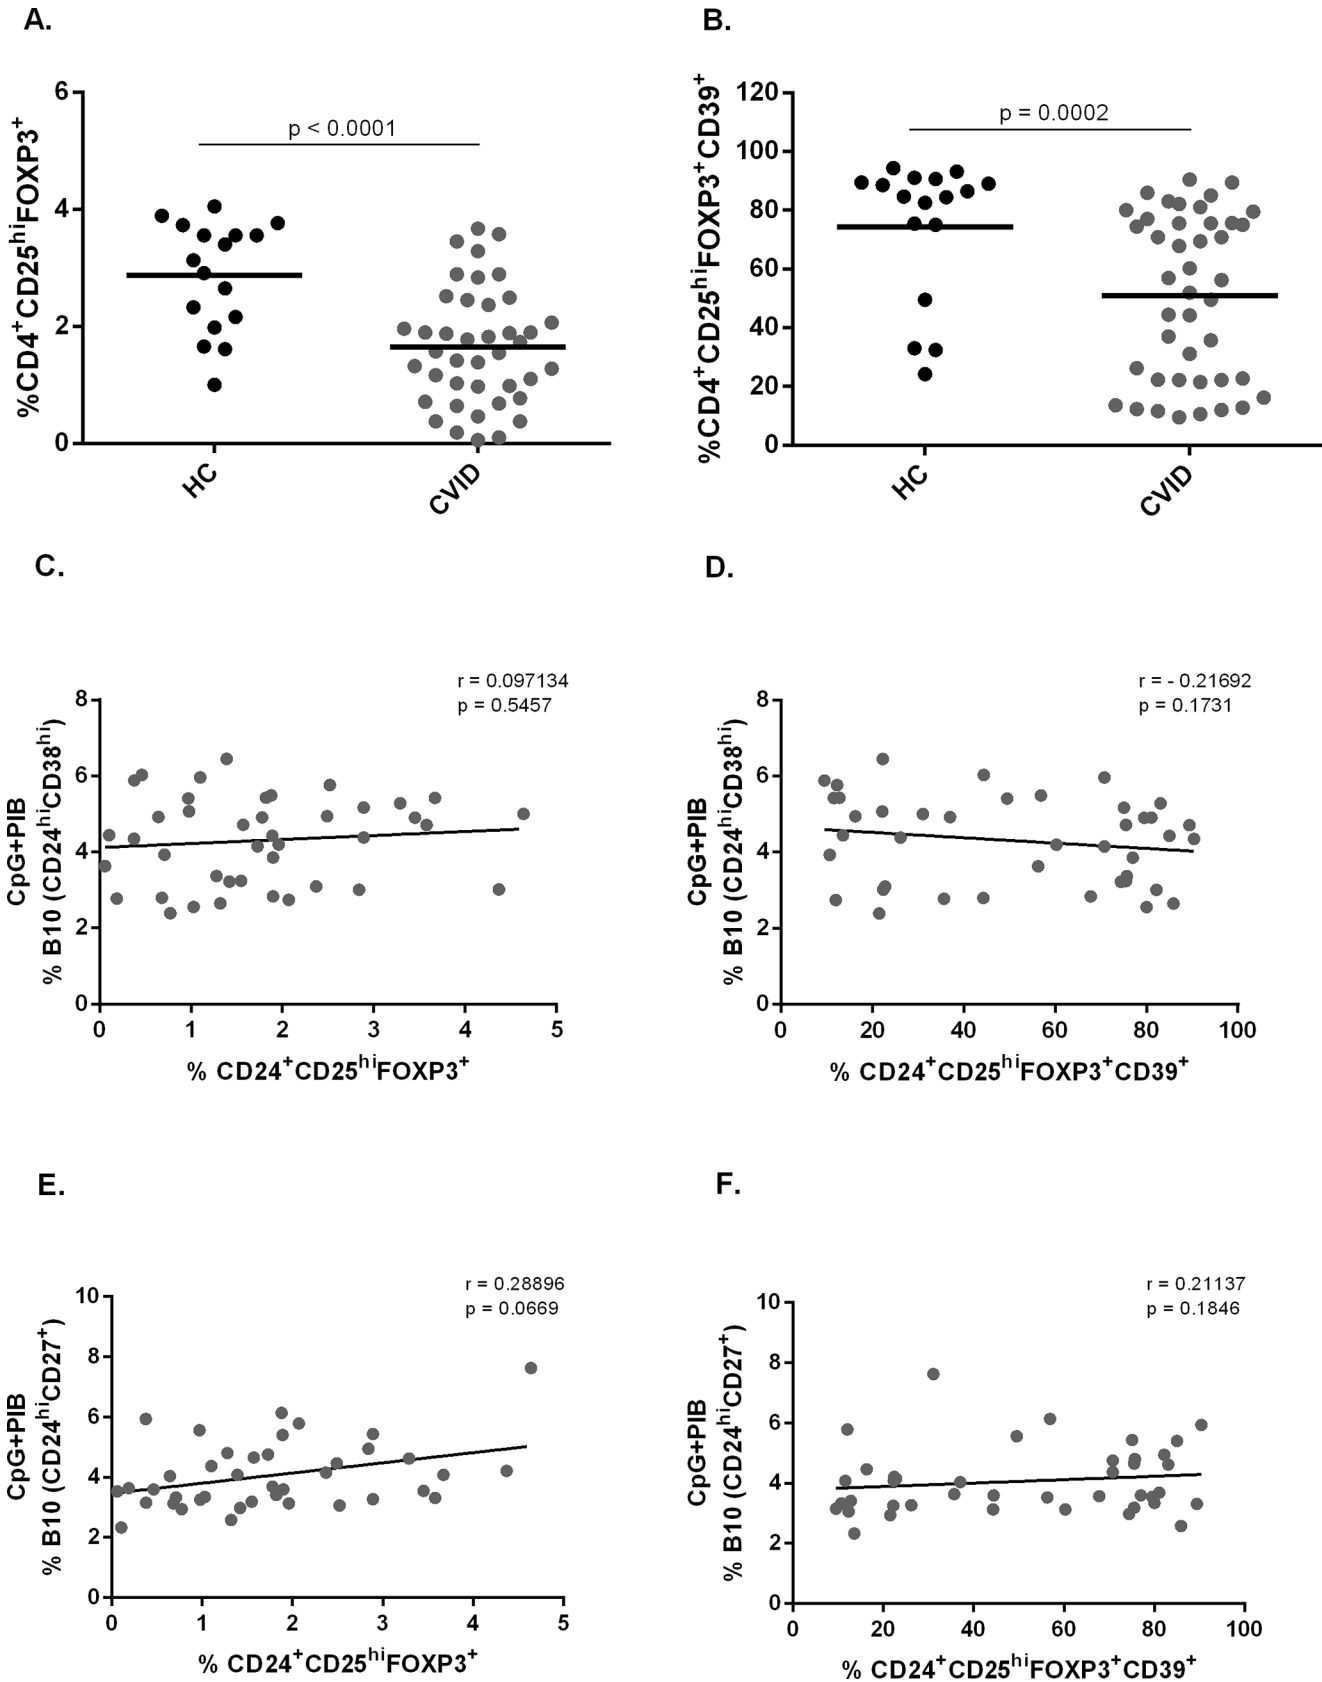 A.
%CD4⁺CD25ʰⁱFOXP3⁺
6
4
2
0
p < 0.0001
HC
CVID
B.
%CD4⁺CD25ʰⁱFOXP3⁺CD39⁺
120
100
80
60
40
20
0
p = 0.0002
HC
CVID
C.
r = 0.097134
p = 0.5457
CpG+PIB
% B10 (CD24ʰⁱCD38ʰⁱ)
8
6
4
2
0
0 1 2 3 4 5
% CD24⁺CD25ʰⁱFOXP3⁺
D.
r = - 0.21692
p = 0.1731
CpG+PIB
% B10 (CD24ʰⁱCD38ʰⁱ)
8
6
4
2
0
0 20 40 60 80 100
% CD24⁺CD25ʰⁱFOXP3⁺CD39⁺
E.
r = 0.28896
p = 0.0669
CpG+PIB
% B10 (CD24ʰⁱCD27⁺)
10
8
6
4
2
0
0 1 2 3 4 5
% CD24⁺CD25ʰⁱFOXP3⁺
F.
r = 0.21137
p = 0.1846
CpG+PIB
% B10 (CD24ʰⁱCD27⁺)
10
8
6
4
2
0
0 20 40 60 80 100
% CD24⁺CD25ʰⁱFOXP3⁺CD39⁺